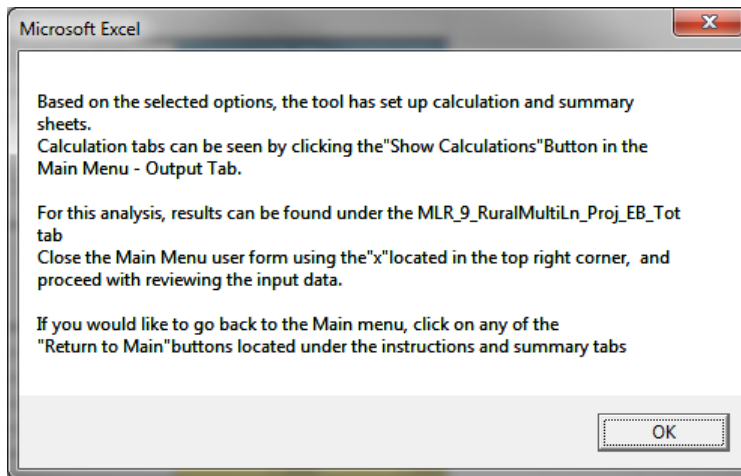 Microsoft Excel
x
Based on the selected options, the tool has set up calculation and summary
sheets.
Calculation tabs can be seen by clicking the"Show Calculations"Button in the
Main Menu - Output Tab.
For this analysis, results can be found under the MLR_9_RuralMultiLn_Proj_EB_Tot
tab
Close the Main Menu user form using the"x"located in the top right corner,  and
proceed with reviewing the input data.
If you would like to go back to the Main menu, click on any of the
"Return to Main"buttons located under the instructions and summary tabs
OK